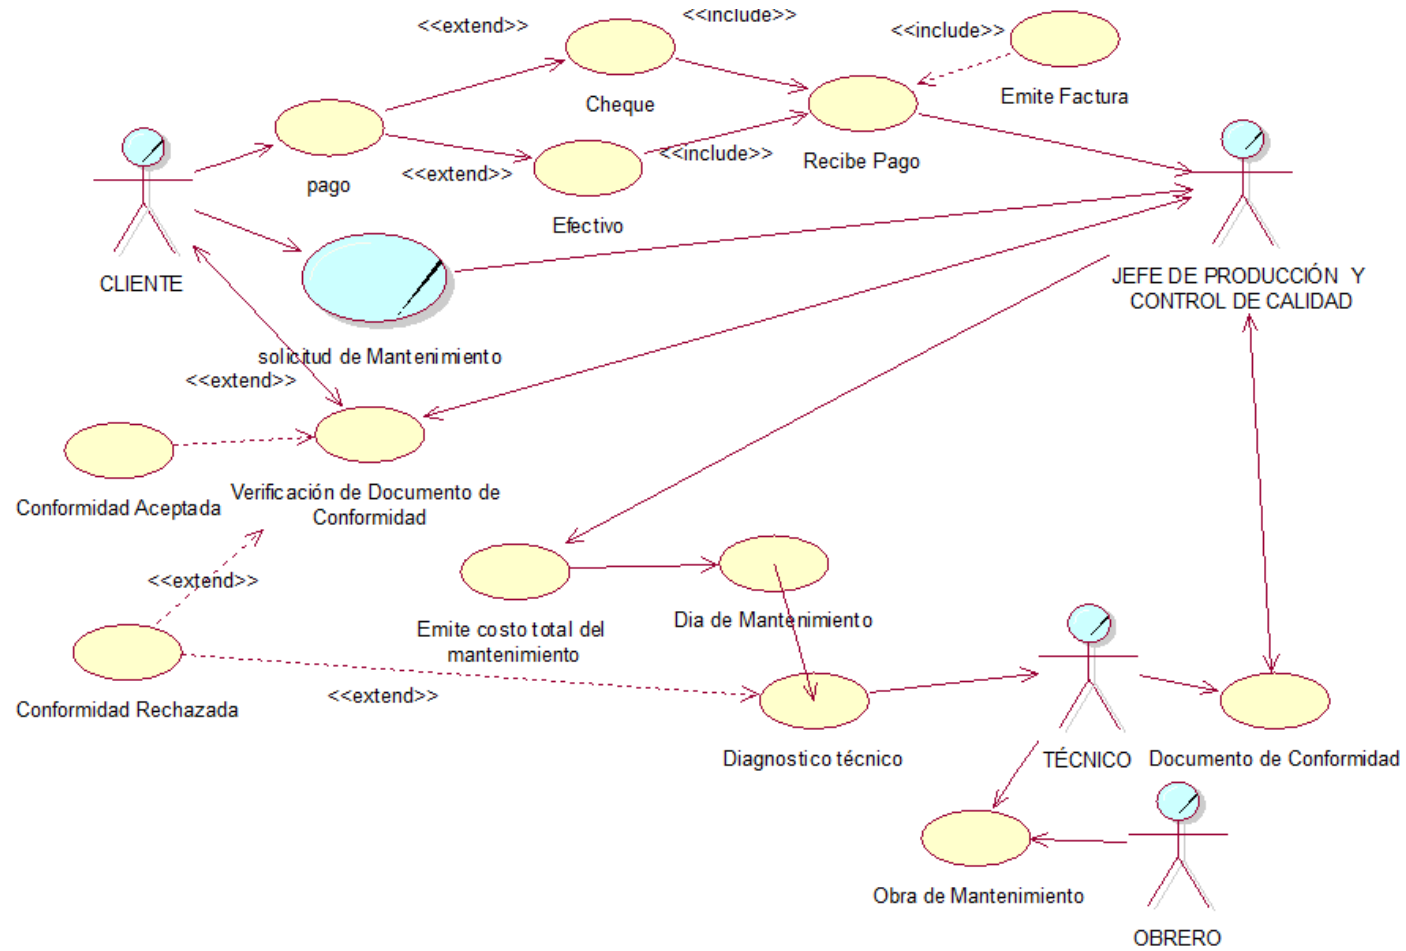 <<extend>>
<<include>>
<<include>>
Cheque
Emite Factura
<<extend>>
<<include>>
Recibe Pago
pago
Efectivo
CLIENTE
JEFE DE PRODUCCIÓN Y
CONTROL DE CALIDAD
solicitud de Mantenimiento
<<extend>>
Conformidad Aceptada
Verificación de Documento de
Conformidad
<<extend>>
Emite costo total del
mantenimiento
Dia de Mantenimiento
<<extend>>
Conformidad Rechazada
Diagnostico técnico
TÉCNICO
Documento de Conformidad
Obra de Mantenimiento
OBRERO